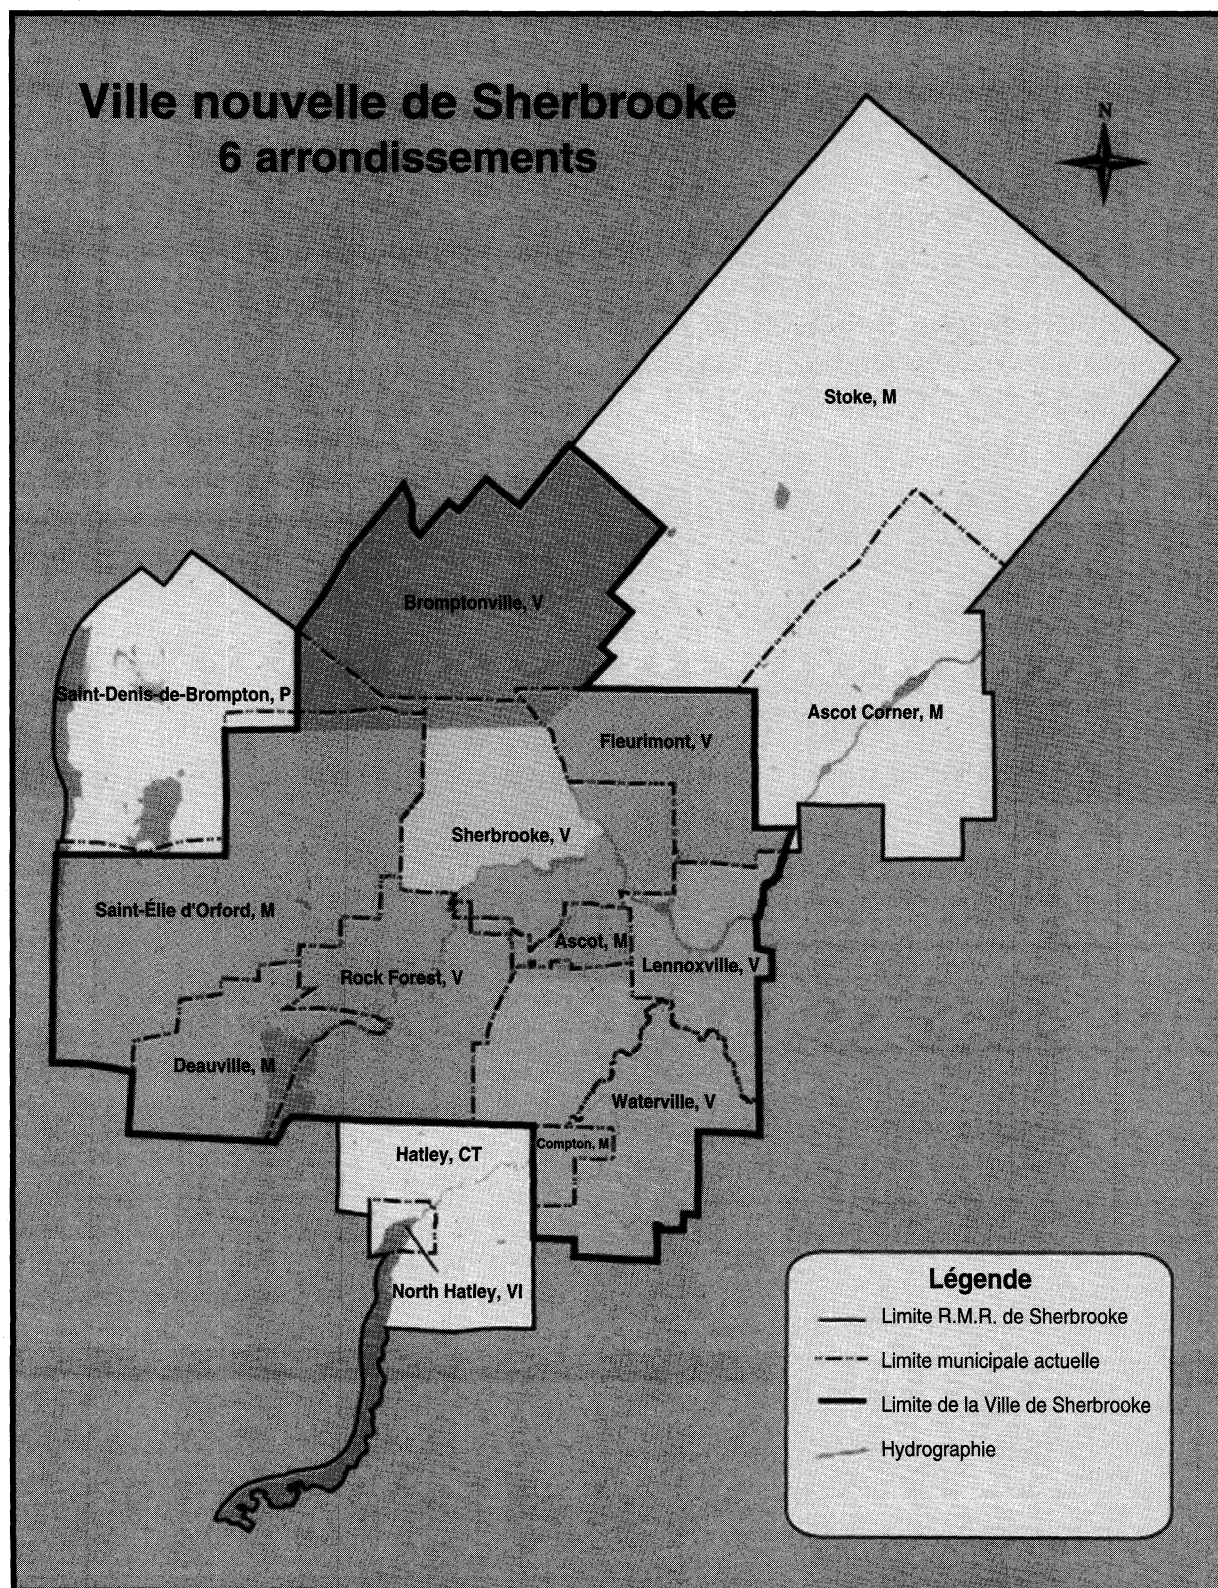 Ville nouvelle de Sherbrooke
6 arrondissements
N
Stoke, M
Bromptonville, V
Saint-Denis-de-Brompton, P
Ascot Corner, M
Fleurimont, V
Sherbrooke, V
Saint-Élie d'Orford, M
Ascot, M
Rock Forest, V
Lennoxville, V
Deauville, M
Waterville, V
Compton, M
Hatley, CT
North Hatley, VI
Légende
Limite R.M.R. de Sherbrooke
Limite municipale actuelle
Limite de la Ville de Sherbrooke
Hydrographie